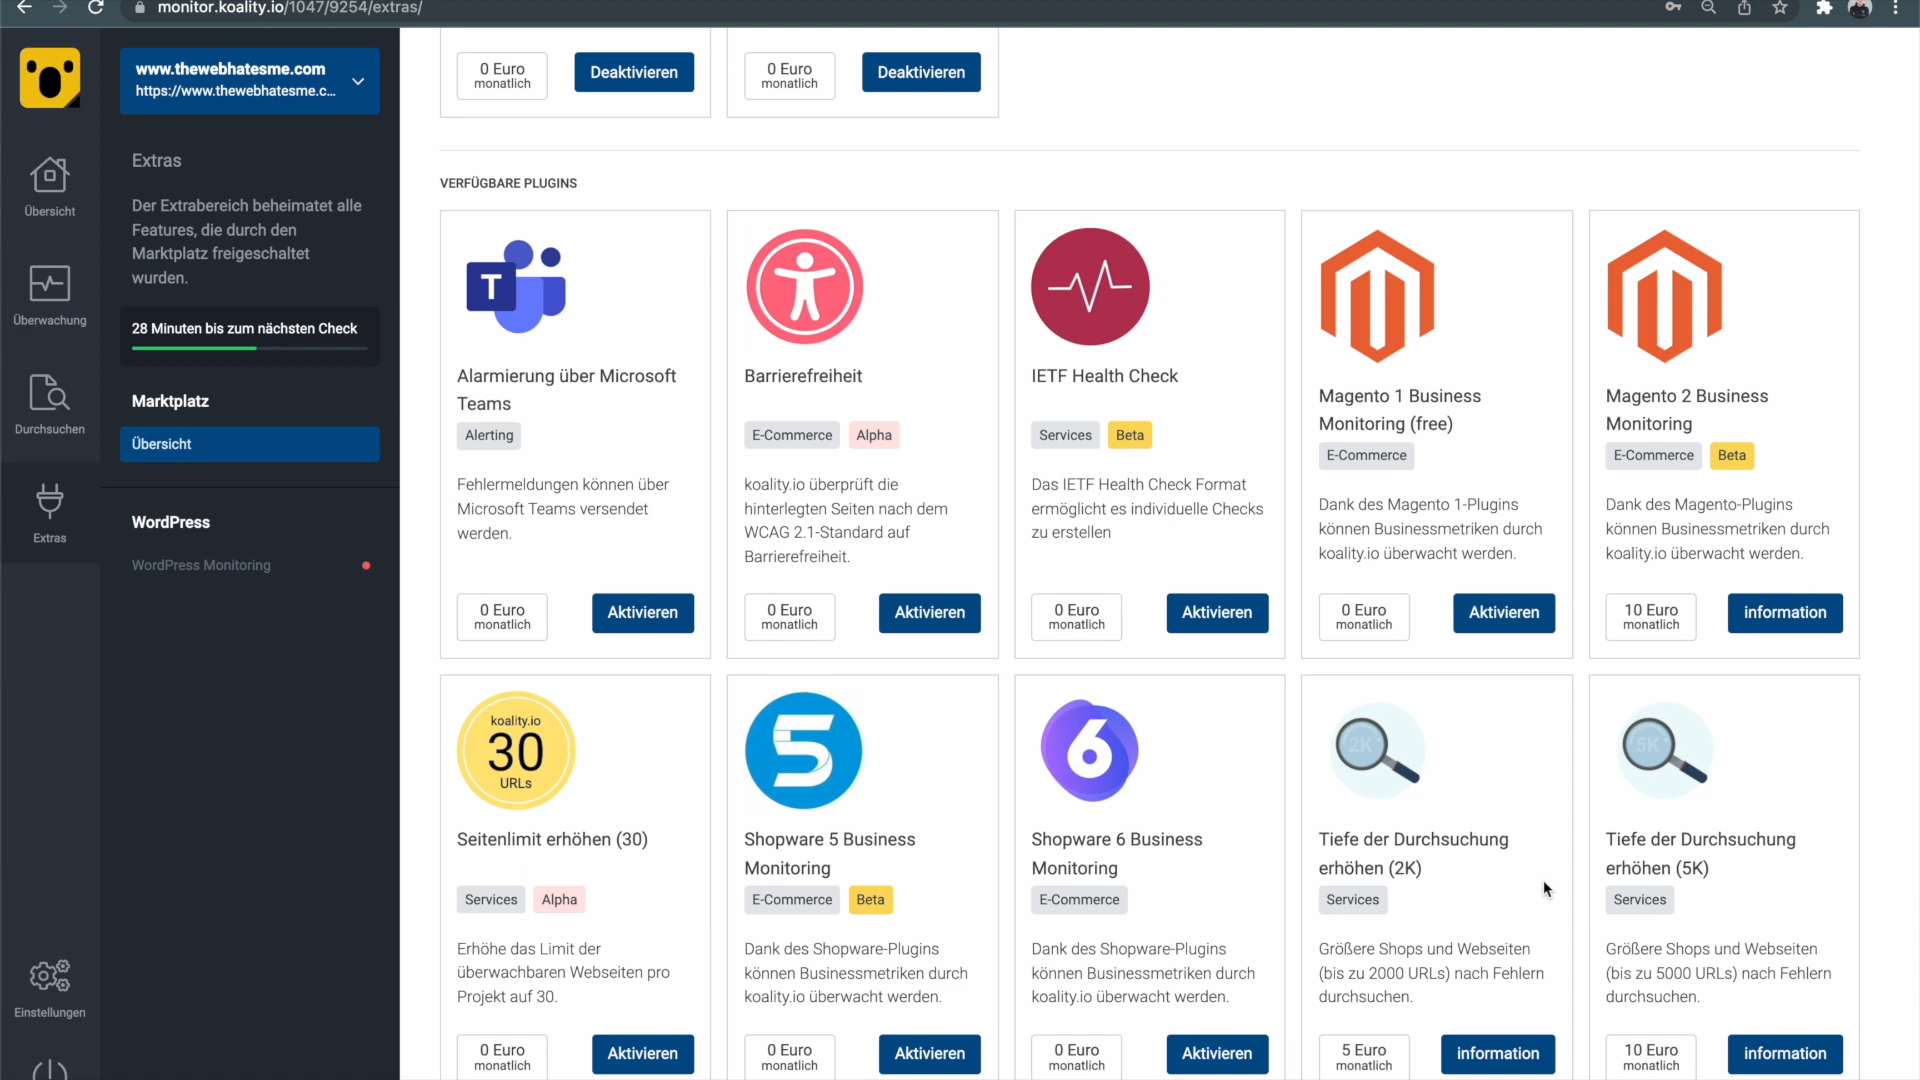 monitor.koality.io/1047/9254/extras/
www.thewebhatesme.com
https://www.thewebhatesme.c...
Übersicht
Überwachung
Durchsuchen
Extras
Einstellungen
Extras
Der Extrabereich beheimatet alle
Features, die durch den
Marktplatz freigeschaltet
wurden.
28 Minuten bis zum nächsten Check
Marktplatz
Übersicht
WordPress
WordPress Monitoring
0 Euro
monatlich
Deaktivieren
0 Euro
monatlich
Deaktivieren
VERFÜGBARE PLUGINS
T
Alarmierung über Microsoft
Teams
Alerting
Fehlermeldungen können über
Microsoft Teams versendet
werden.
0 Euro
monatlich
Aktivieren
Barrierefreiheit
E-Commerce
Alpha
koality.io überprüft die
hinterlegten Seiten nach dem
WCAG 2.1-Standard auf
Barrierefreiheit.
0 Euro
monatlich
Aktivieren
IETF Health Check
Services
Beta
Das IETF Health Check Format
ermöglicht es individuelle Checks
zu erstellen
0 Euro
monatlich
Aktivieren
Magento 1 Business
Monitoring (free)
E-Commerce
Dank des Magento 1-Plugins
können Businessmetriken durch
koality.io überwacht werden.
0 Euro
monatlich
Aktivieren
Magento 2 Business
Monitoring
E-Commerce
Beta
Dank des Magento-Plugins
können Businessmetriken durch
koality.io überwacht werden.
10 Euro
monatlich
information
koality.io
30
URLs
Seitenlimit erhöhen (30)
Services
Alpha
Erhöhe das Limit der
überwachbaren Webseiten pro
Projekt auf 30.
0 Euro
monatlich
Aktivieren
5
Shopware 5 Business
Monitoring
E-Commerce
Beta
Dank des Shopware-Plugins
können Businessmetriken durch
koality.io überwacht werden.
0 Euro
monatlich
Aktivieren
6
Shopware 6 Business
Monitoring
E-Commerce
Dank des Shopware-Plugins
können Businessmetriken durch
koality.io überwacht werden.
0 Euro
monatlich
Aktivieren
2K
Tiefe der Durchsuchung
erhöhen (2K)
Services
Größere Shops und Webseiten
(bis zu 2000 URLs) nach Fehlern
durchsuchen.
5 Euro
monatlich
information
5K
Tiefe der Durchsuchung
erhöhen (5K)
Services
Größere Shops und Webseiten
(bis zu 5000 URLs) nach Fehlern
durchsuchen.
10 Euro
monatlich
information